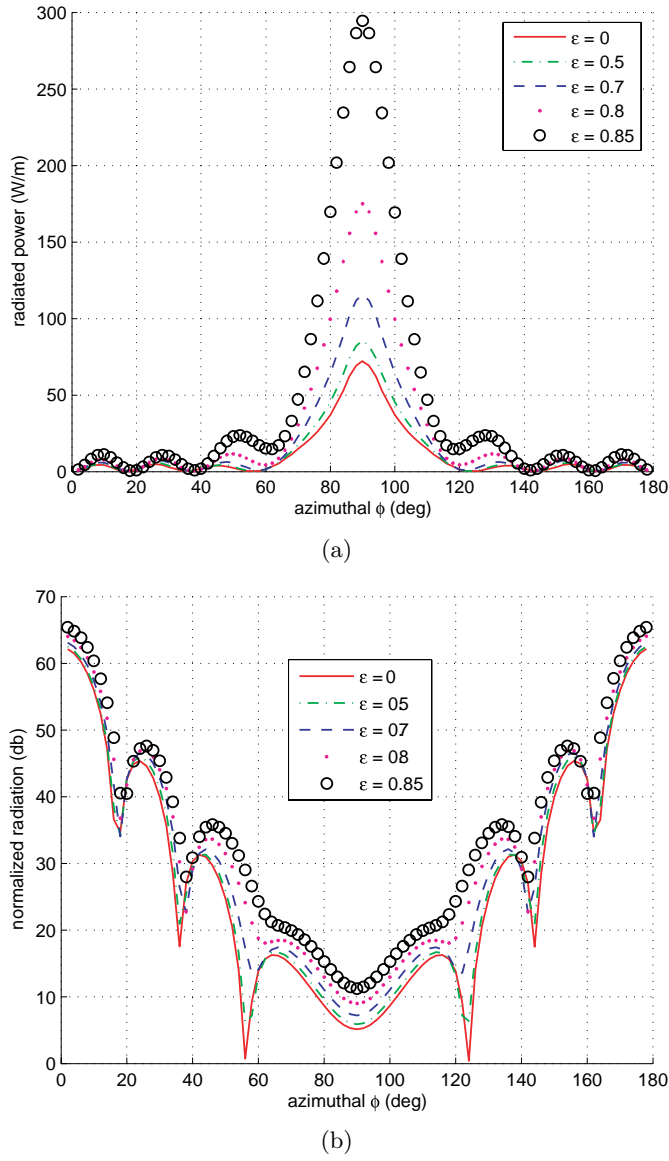 300
250
200
150
100
50
0
radiated power (W/m)
ε = 0
ε = 0.5
ε = 0.7
ε = 0.8
ε = 0.85
0 20 40 60 80 100 120 140 160 180
azimuthal ϕ (deg)
(a)
70
60
50
40
30
20
10
0
normalized radiation (db)
ε = 0
ε = 05
ε = 07
ε = 08
ε = 0.85
0 20 40 60 80 100 120 140 160 180
azimuthal ϕ (deg)
(b)